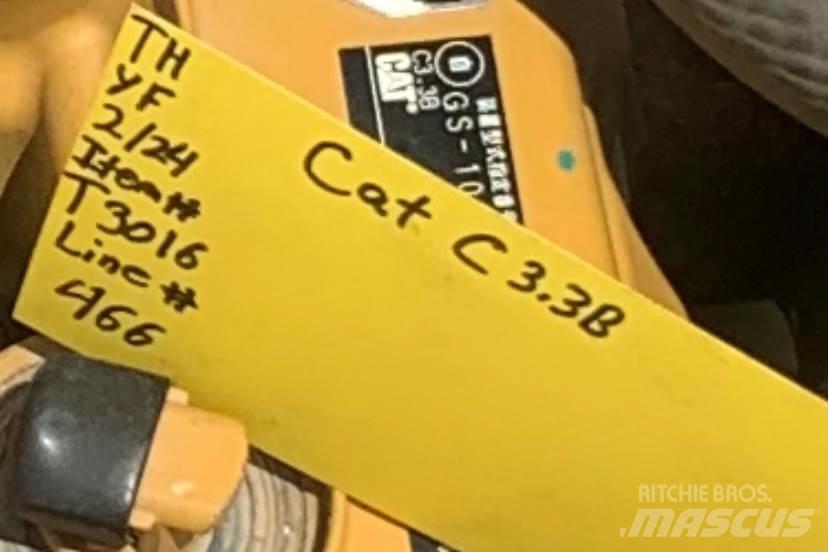 TH
YF
2/24
Item#
T3016
Line#
466
Cat C3.3B
CAT
C3.3B
GS-10
RITCHIE BROS.
MASCUS